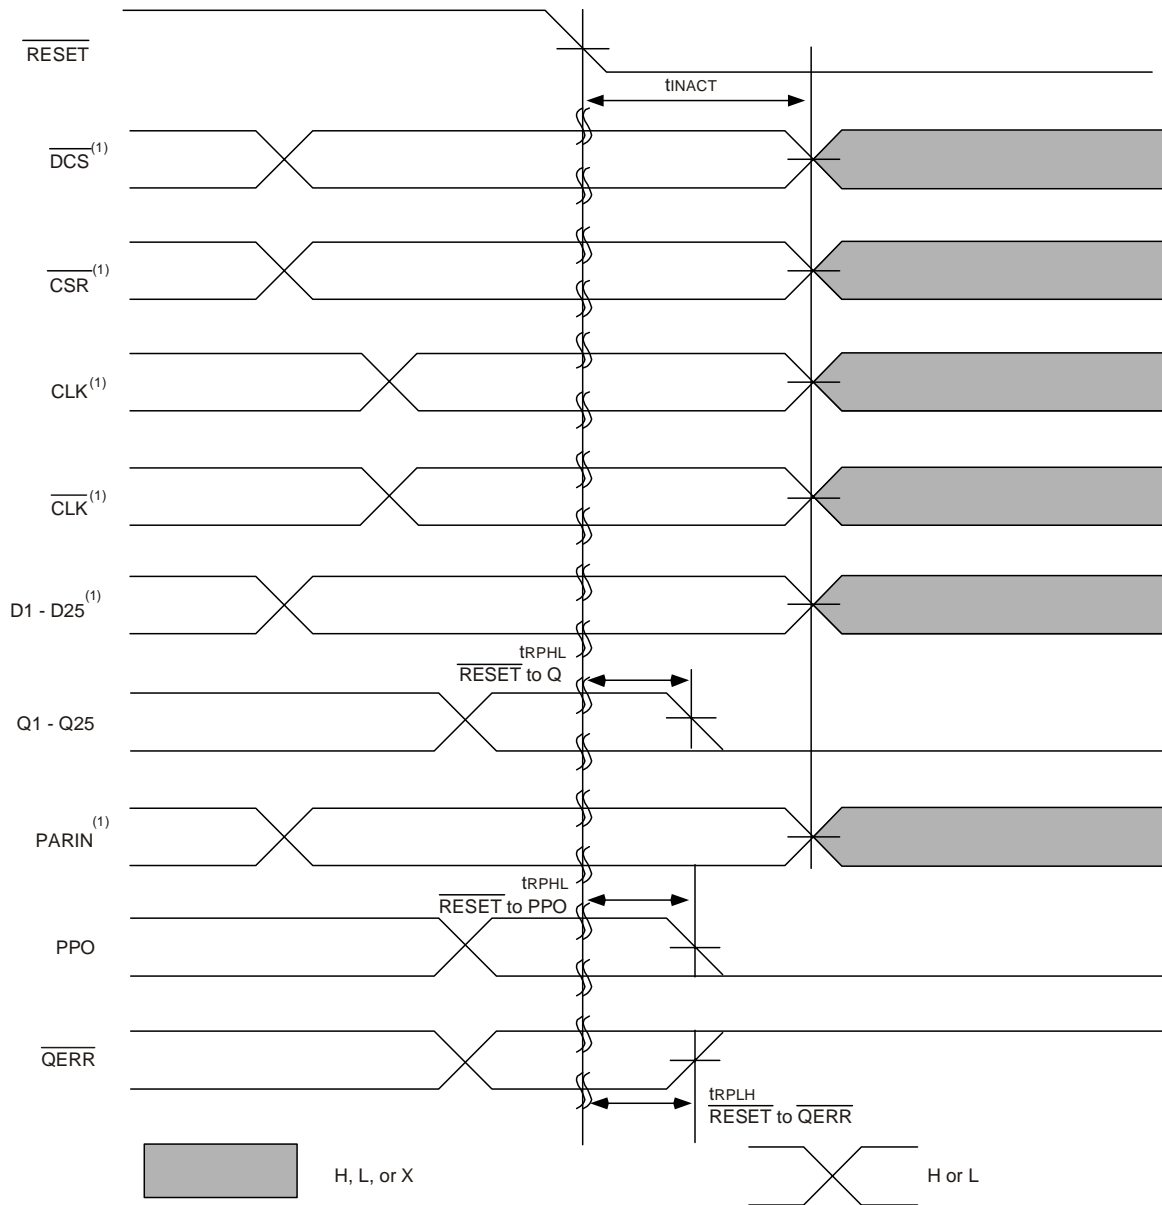 RESET
tINACT
DCS(1)
CSR(1)
CLK(1)
CLK(1)
D1 - D25(1)
tRPHL
RESET to Q
Q1 - Q25
PARIN(1)
tRPHL
RESET to PPO
PPO
QERR
tRPLH
RESET to QERR
H, L, or X
H or L